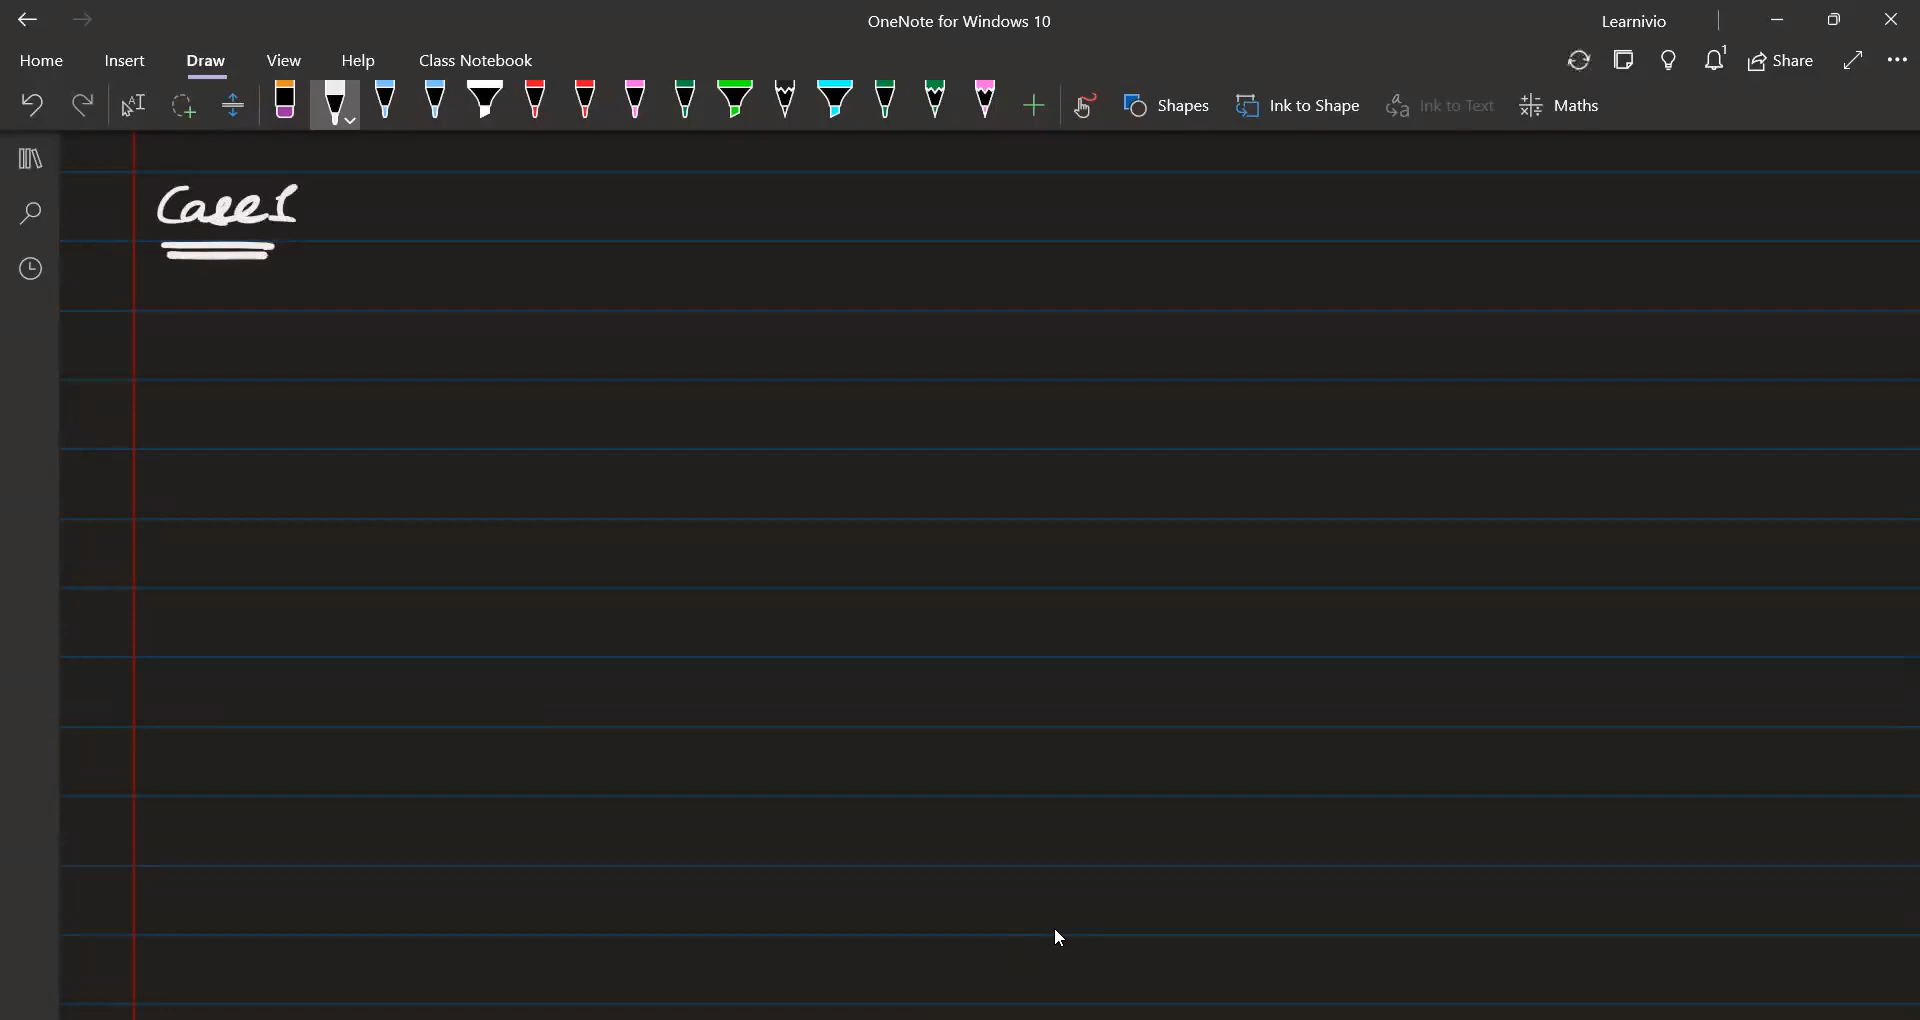 OneNote for Windows 10
Learnivio
Home Insert Draw View Help Class Notebook
1
Share
Shapes Ink to Shape Ink to Text Maths
Case1